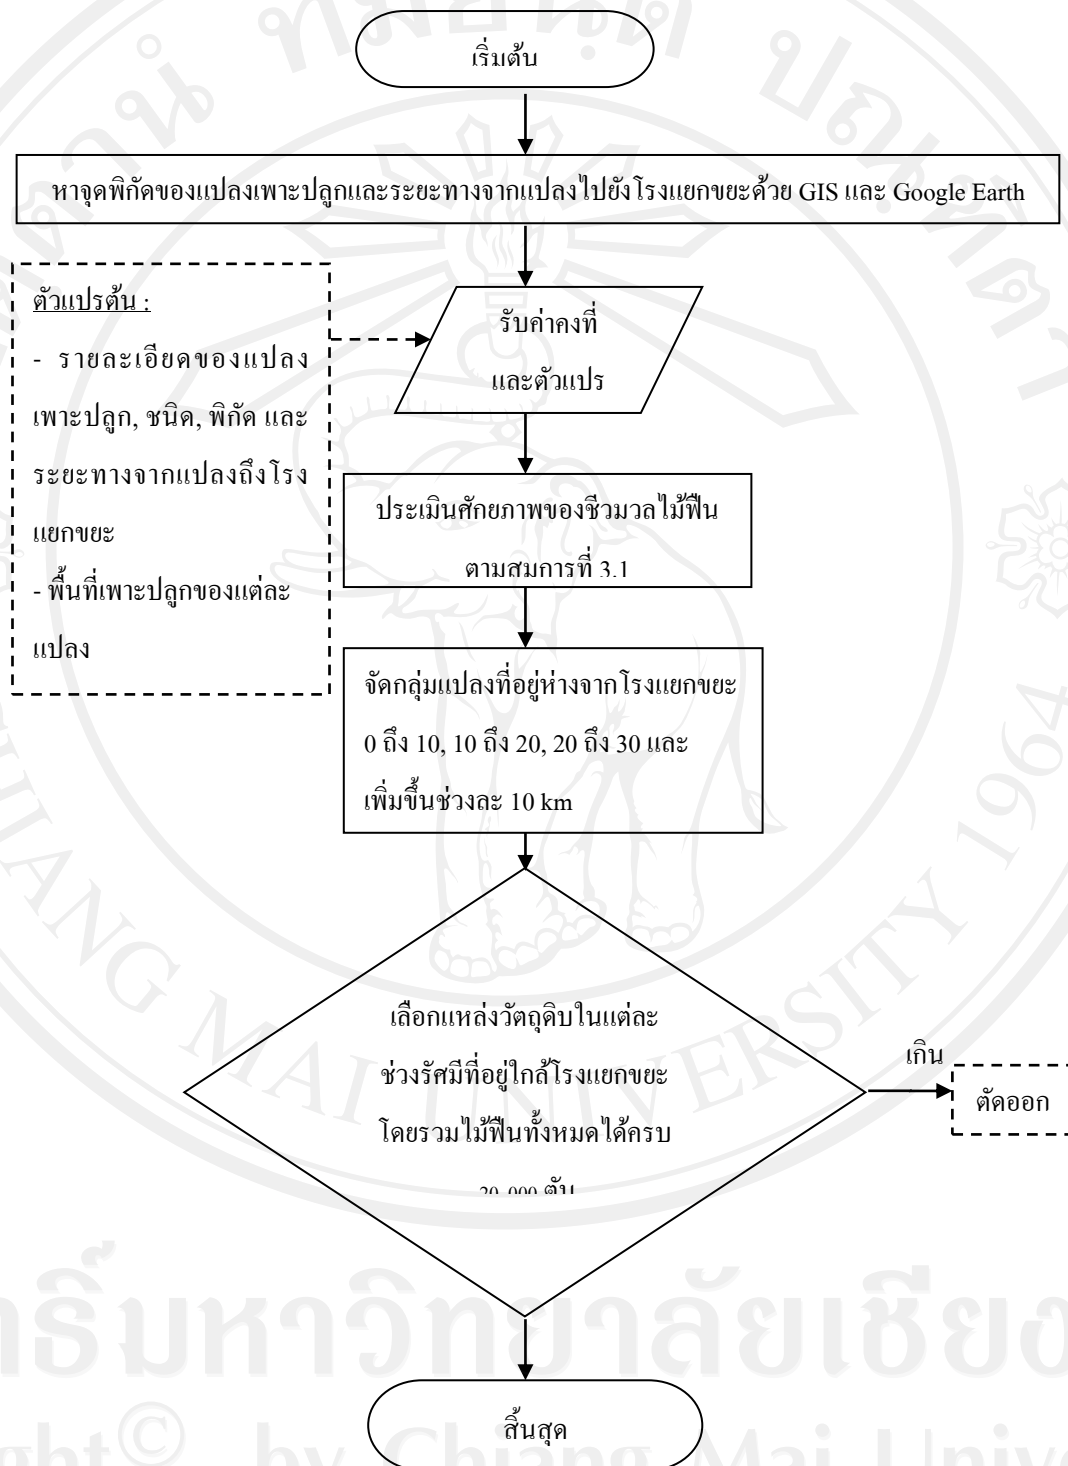 เริ่มต้น
หาจุดพิกัดของแปลงเพาะปลูกและระยะทางจากแปลงไปยังโรงแยกขยะด้วย GIS และ Google Earth
ตัวแปรต้น :
- รายละเอียดของแปลง
เพาะปลูก, ชนิด, พิกัด และ
ระยะทางจากแปลงถึงโรง
แยกขยะ
- พื้นที่เพาะปลูกของแต่ละ
แปลง
รับค่าคงที่
และตัวแปร
ประเมินศักยภาพของชีวมวลไม้ฟืน
ตามสมการที่ 3.1
จัดกลุ่มแปลงที่อยู่ห่างจากโรงแยกขยะ
0 ถึง 10, 10 ถึง 20, 20 ถึง 30 และ
เพิ่มขึ้นช่วงละ 10 km
เลือกแหล่งวัตถุดิบในแต่ละ
ช่วงรัศมีที่อยู่ใกล้โรงแยกขยะ
โดยรวมไม้ฟืนทั้งหมดได้ครบ
20,000 ตัน
เกิน
ตัดออก
สิ้นสุด
CHIANG MAI UNIVERSITY 1964